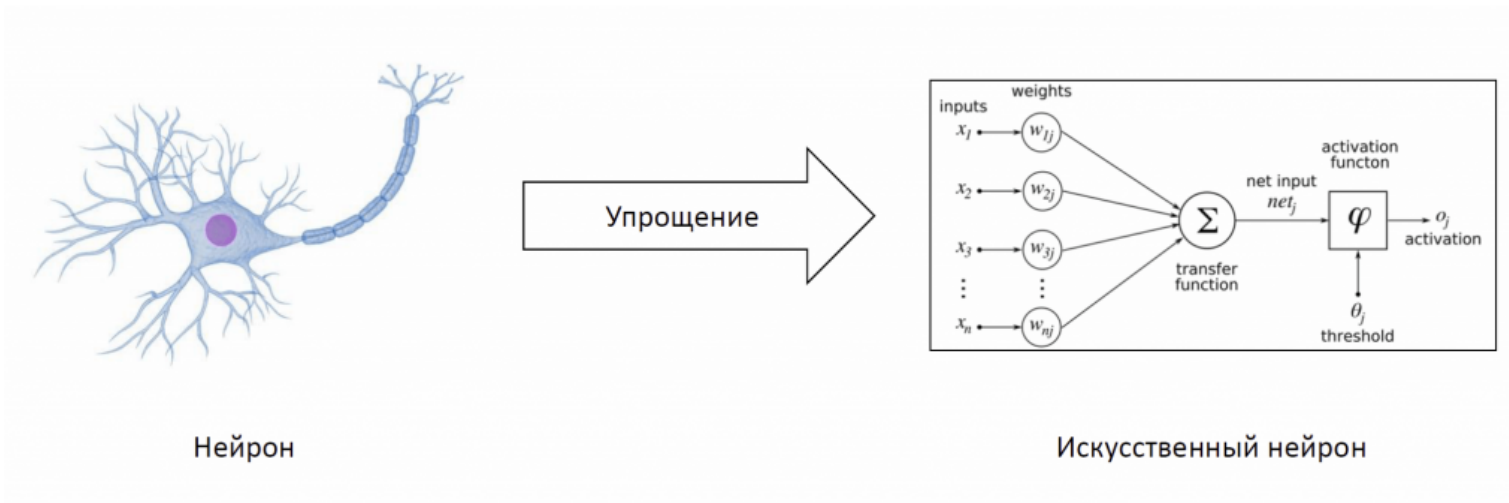 Нейрон
Упрощение
inputs
weights
x1
w1j
x2
w2j
x3
w3j
⋮
⋮
xn
wnj
Σ
transfer
function
net input
netj
activation
functon
φ
oj
activation
θj
threshold
Искусственный нейрон